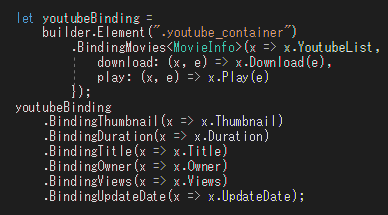 let youtubeBinding =
    builder.Element(".youtube_container")
        .BindingMovies<MovieInfo>(x => x.YoutubeList,
            download: (x, e) => x.Download(e),
            play: (x, e) => x.Play(e)
        });
youtubeBinding
    .BindingThumbnail(x => x.Thumbnail)
    .BindingDuration(x => x.Duration)
    .BindingTitle(x => x.Title)
    .BindingOwner(x => x.Owner)
    .BindingViews(x => x.Views)
    .BindingUpdateDate(x => x.UpdateDate);